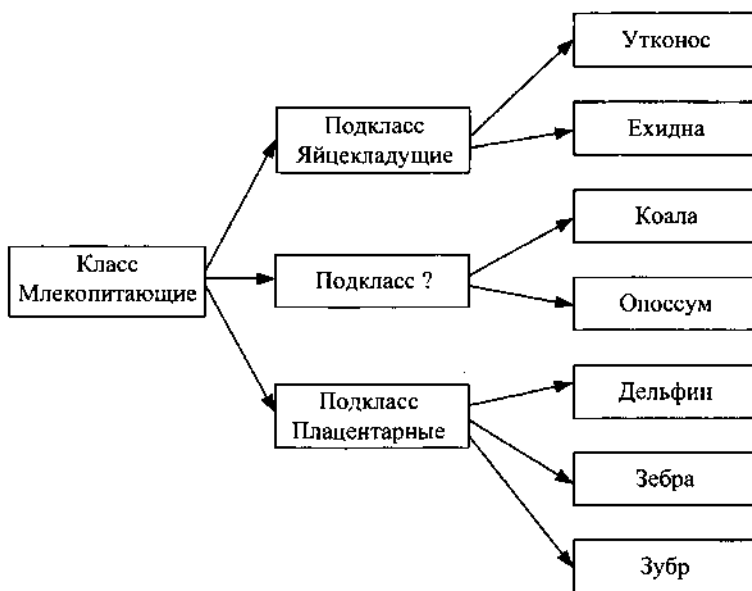 Утконос
Подкласс
Яйцекладущие
Ехидна
Коала
Класс
Млекопитающие
Подкласс ?
Опоссум
Дельфин
Подкласс
Плацентарные
Зебра
Зубр